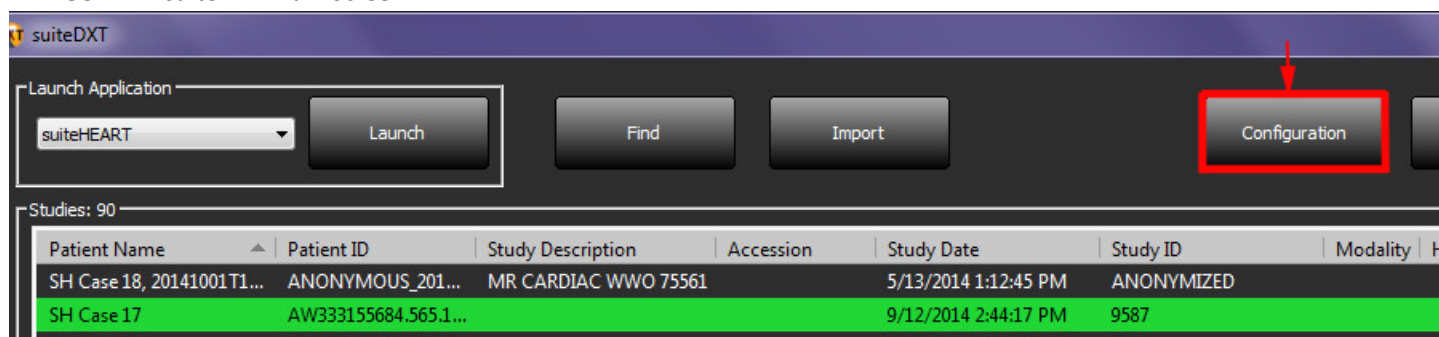 suiteDXT
Launch Application
suiteHEART Launch Find Import Configuration
Studies: 90
Patient Name Patient ID Study Description Accession Study Date Study ID Modality
SH Case 18, 20141001T1... ANONYMOUS_201... MR CARDIAC WWO 75561 5/13/2014 1:12:45 PM ANONYMIZED
SH Case 17 AW333155684.565.1... 9/12/2014 2:44:17 PM 9587